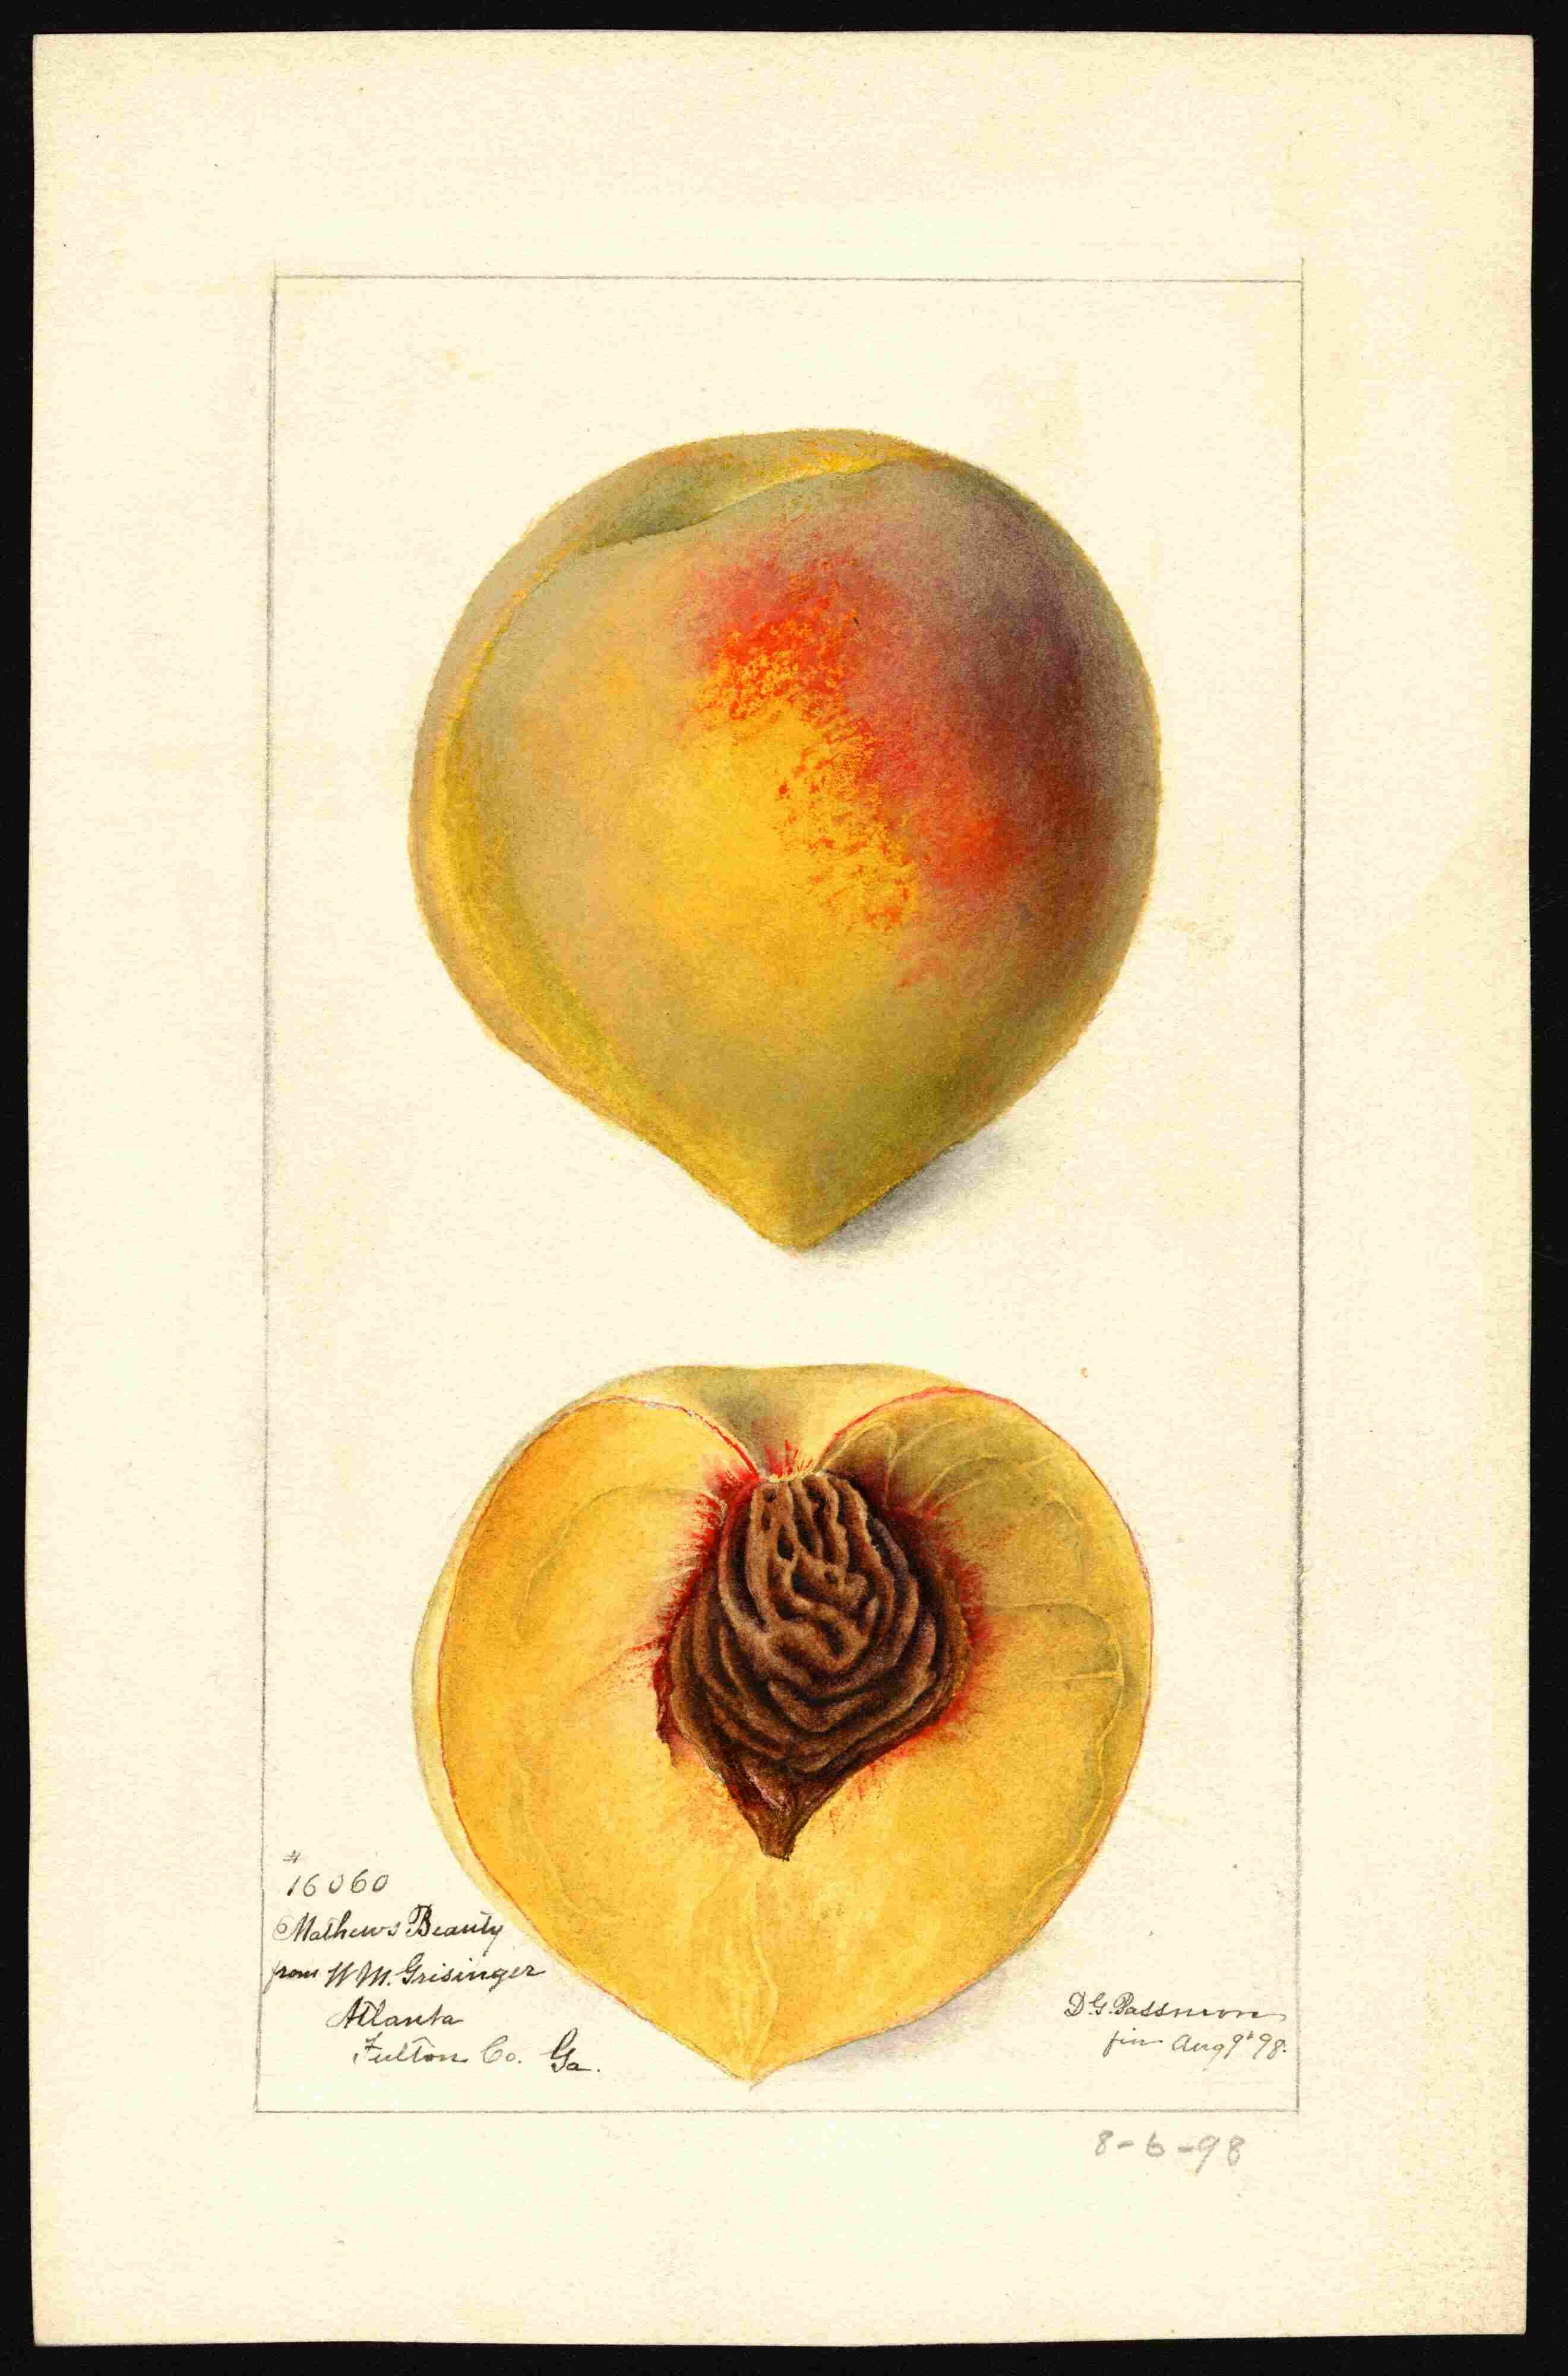 #
16060
Mathews Beauty
from W M. Grisinger
Atlanta
Fulton Co. Ga.
D.G. Passmore
fin Aug 9th 98.
8-6-98